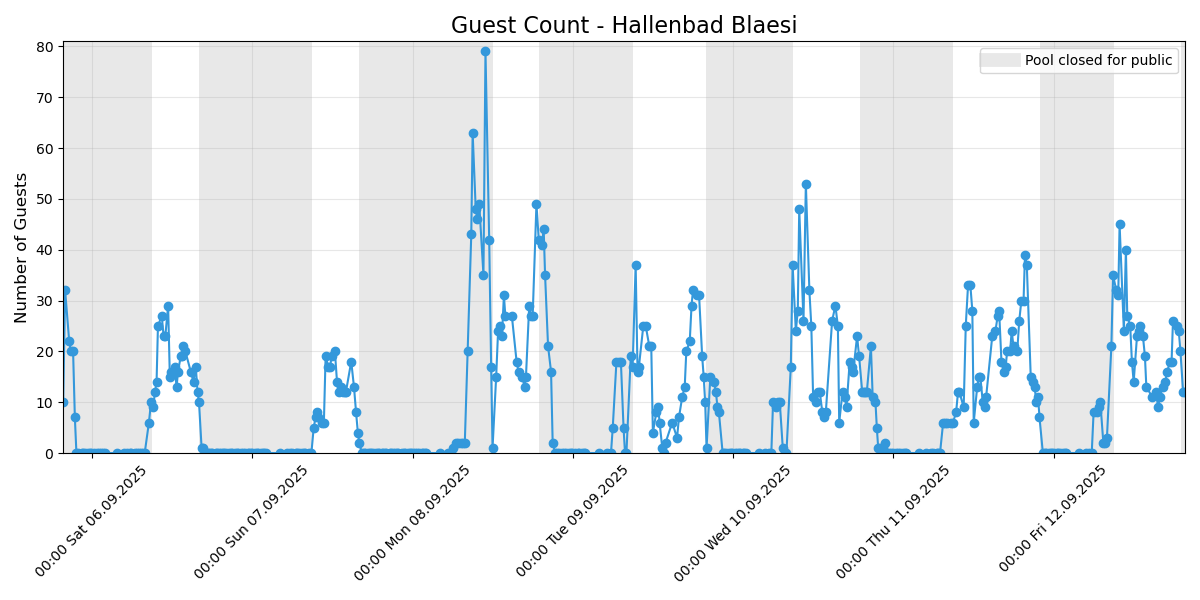 Guest Count - Hallenbad Blaesi
Pool closed for public
Number of Guests
80
70
60
50
40
30
20
10
0
00:00 Sat 06.09.2025
00:00 Sun 07.09.2025
00:00 Mon 08.09.2025
00:00 Tue 09.09.2025
00:00 Wed 10.09.2025
00:00 Thu 11.09.2025
00:00 Fri 12.09.2025